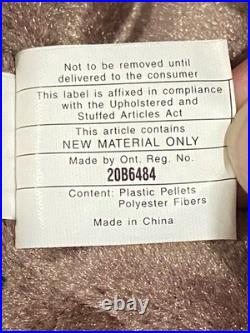 Not to be removed until
delivered to the consumer
This label is affixed in compliance
with the Upholstered and
Stuffed Articles Act
This article contains
NEW MATERIAL ONLY
Made by Ont. Reg. No.
20B6484
Content: Plastic Pellets
Polyester Fibers
Made in China